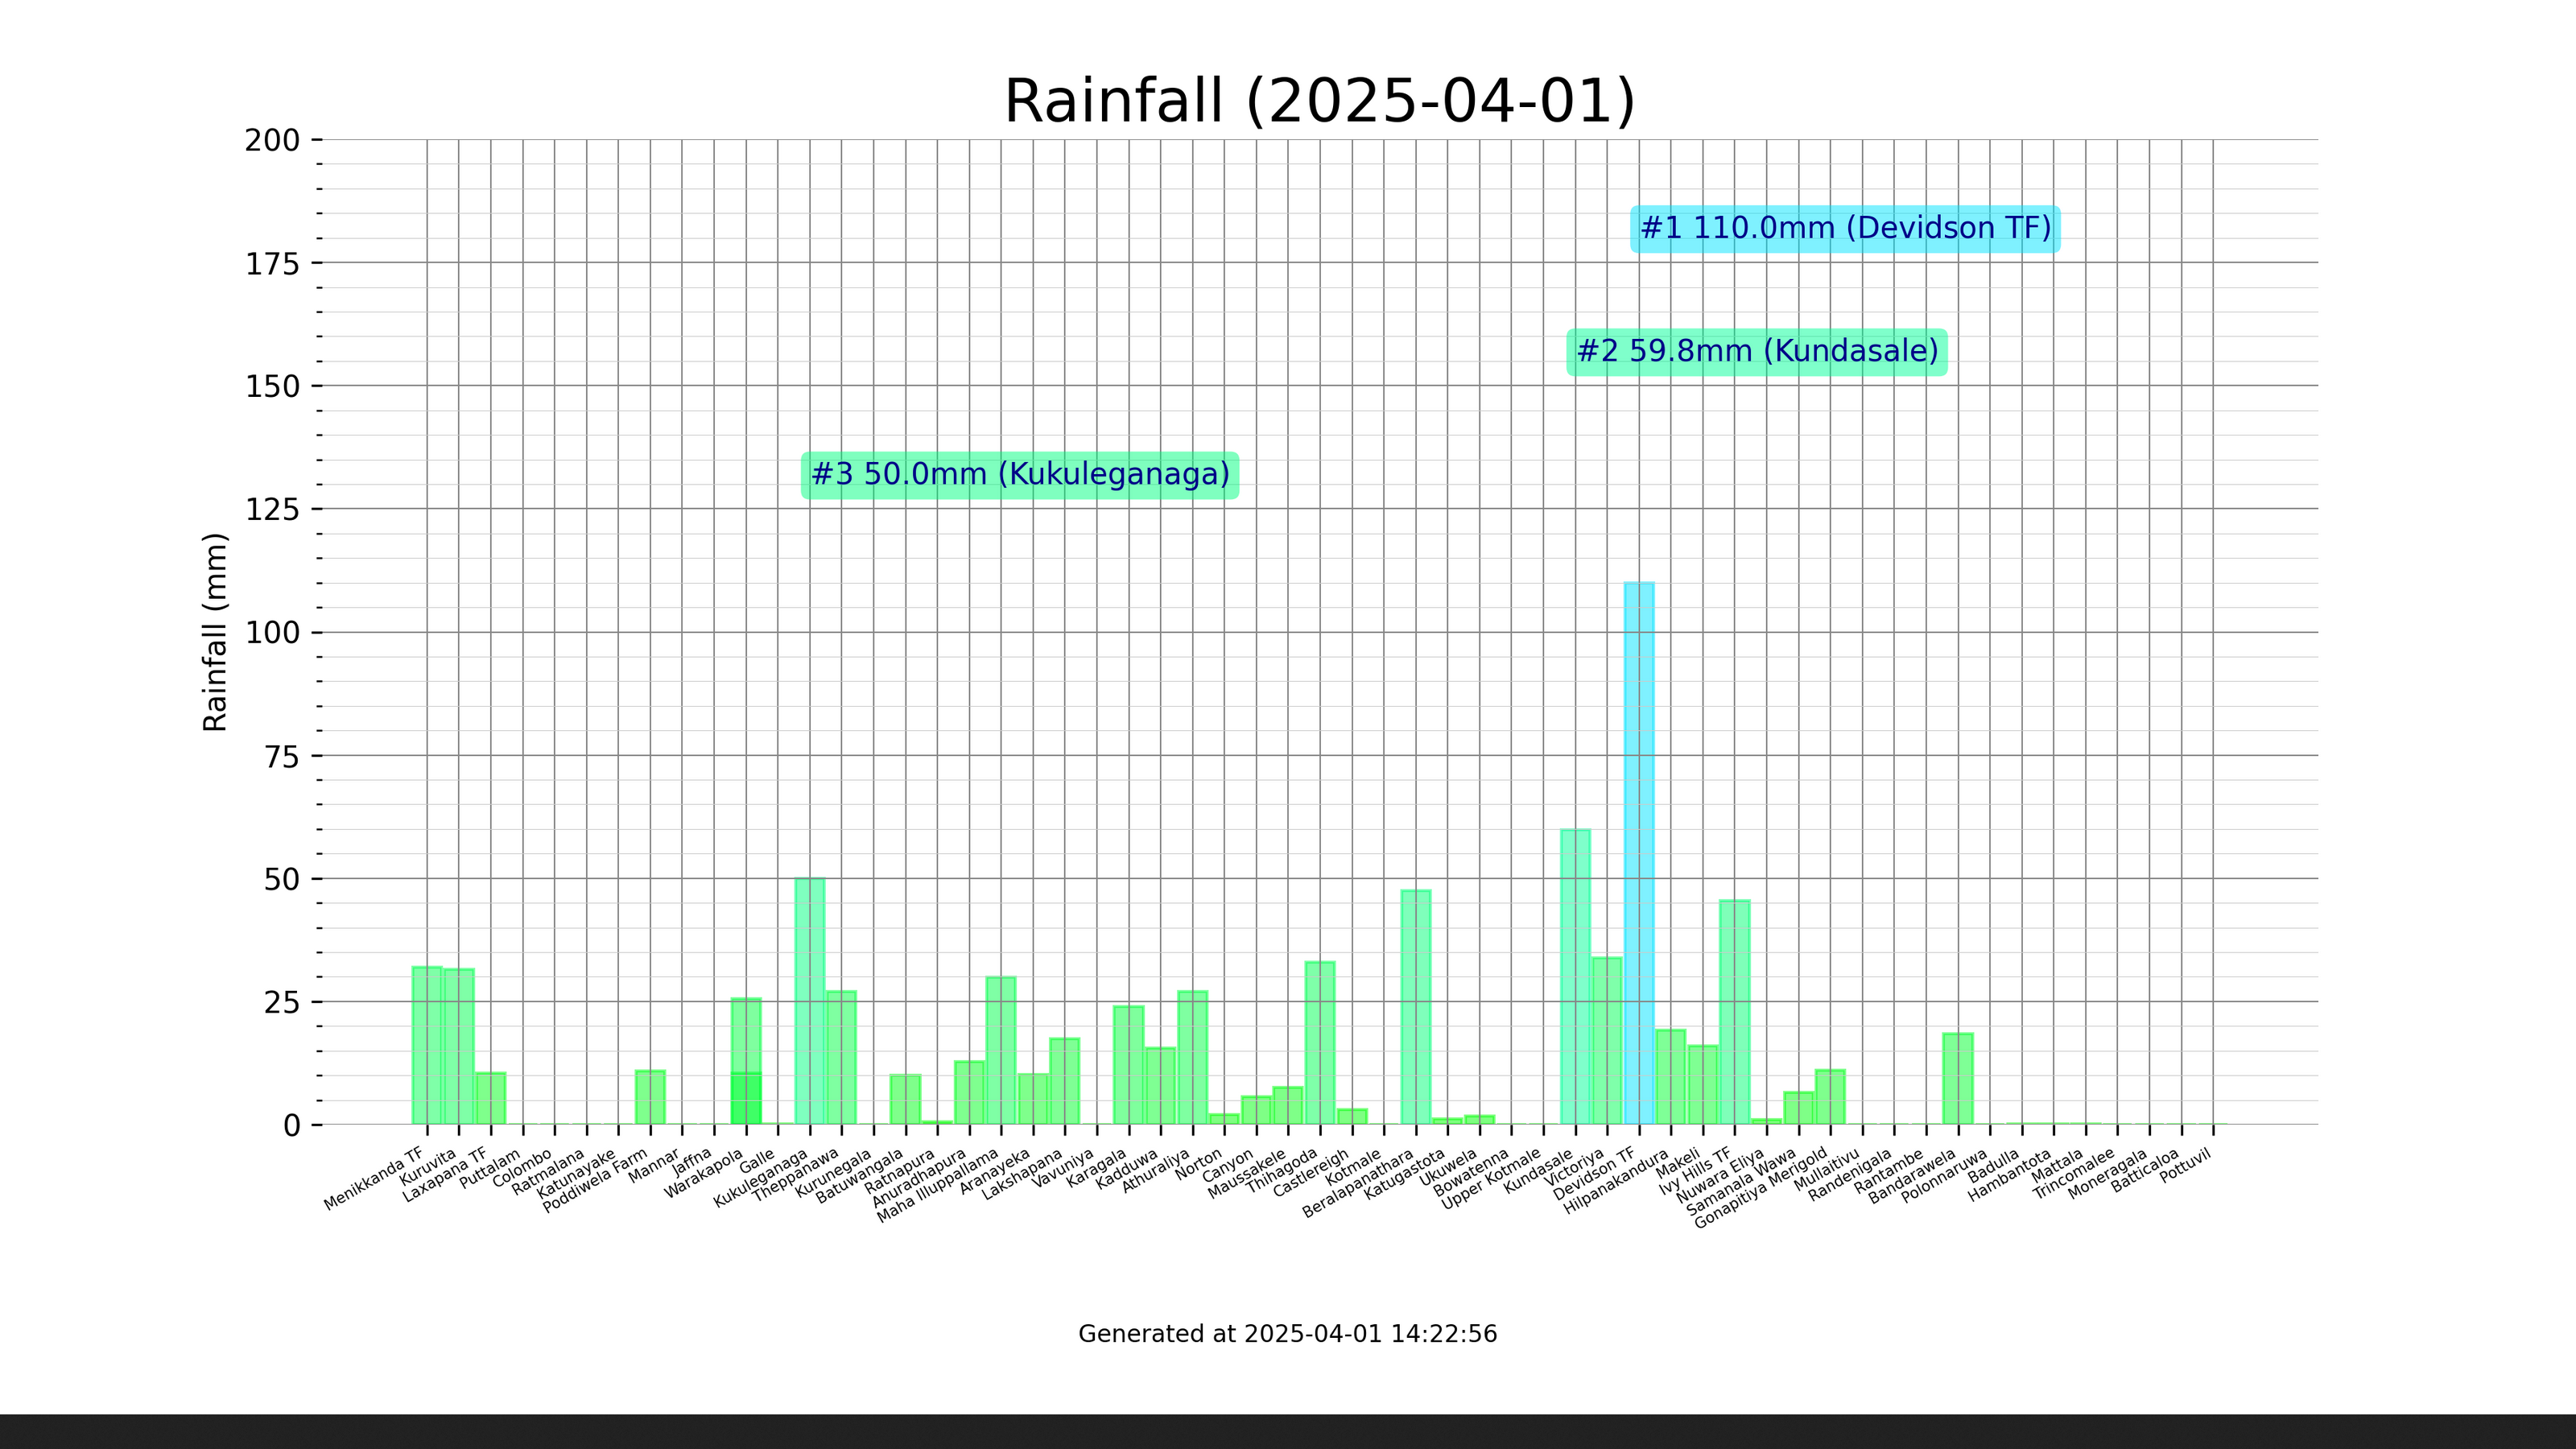 Rainfall (2025-04-01)
200
175
150
125
100
75
50
25
0
Rainfall (mm)
#1 110.0mm (Devidson TF)
#2 59.8mm (Kundasale)
#3 50.0mm (Kukuleganaga)
Menikkanda TF
Kuruvita
Laxapana TF
Puttalam
Colombo
Ratmalana
Katunayake
Poddiwela Farm
Mannar
Jaffna
Warakapola
Galle
Kukuleganaga
Theppanawa
Kurunegala
Batuwangala
Ratnapura
Anuradhapura
Maha Illuppallama
Aranayeka
Lakshapana
Vavuniya
Karagala
Kadduwa
Athuraliya
Norton
Canyon
Maussakele
Thihagoda
Castlereigh
Kotmale
Beralapanathara
Katugastota
Ukuwela
Bowatenna
Upper Kotmale
Kundasale
Victoriya
Devidson TF
Hilpanakandura
Makeli
Ivy Hills TF
Nuwara Eliya
Samanala Wawa
Gonapitiya Merigold
Mullaitivu
Randenigala
Rantambe
Bandarawela
Polonnaruwa
Badulla
Hambantota
Mattala
Trincomalee
Moneragala
Batticaloa
Pottuvil
Generated at 2025-04-01 14:22:56